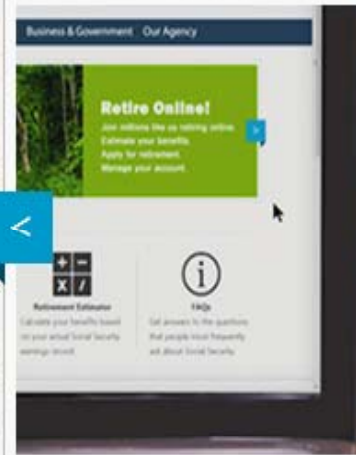 Business & Government Our Agency
Retire Online!
Join millions like us retiring online.
Estimate your benefits.
Apply for retirement.
Manage your account.
>
<
+ −
X /
i
Retirement Estimator
FAQs
Calculate your benefits based
Get answers to the questions
on your actual Social Security
that people most frequently
earnings record.
ask about Social Security.